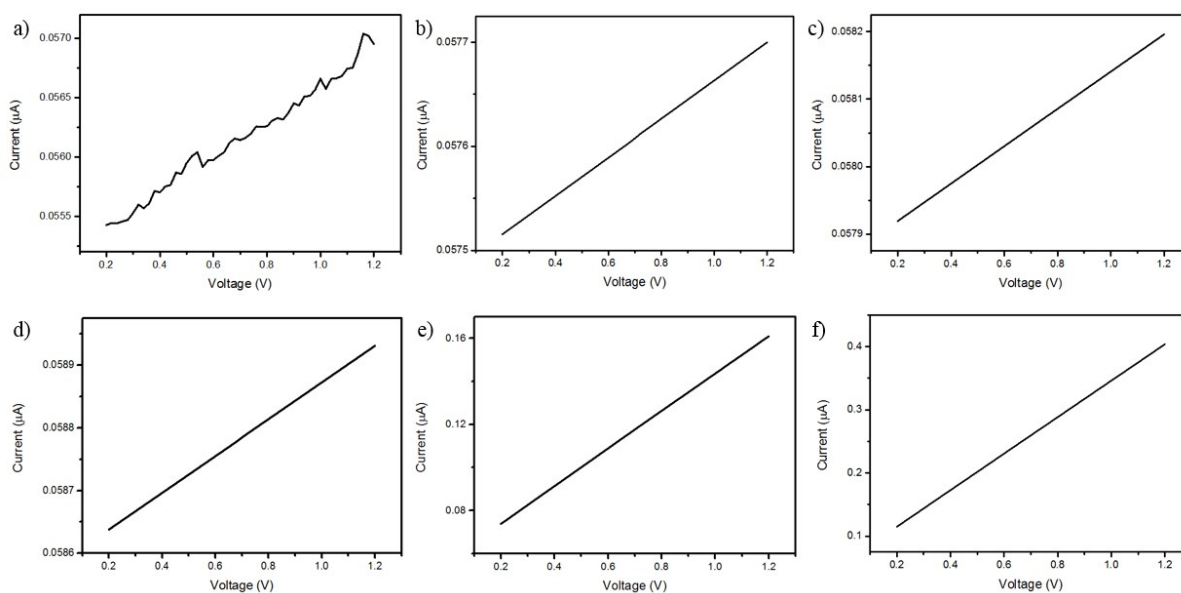 a)
0.0570
0.0565
0.0560
0.0555
Current (µA)
0.2 0.4 0.6 0.8 1.0 1.2
Voltage (V)
b)
0.0577
0.0576
0.0575
Current (µA)
0.2 0.4 0.6 0.8 1.0 1.2
Voltage (V)
c)
0.0582
0.0581
0.0580
0.0579
Current (µA)
0.2 0.4 0.6 0.8 1.0 1.2
Voltage (V)
d)
0.0589
0.0588
0.0587
0.0586
Current (µA)
0.2 0.4 0.6 0.8 1.0 1.2
Voltage (V)
e)
0.16
0.12
0.08
Current (µA)
0.2 0.4 0.6 0.8 1.0 1.2
Voltage (V)
f)
0.4
0.3
0.2
0.1
Current (µA)
0.2 0.4 0.6 0.8 1.0 1.2
Voltage (V)